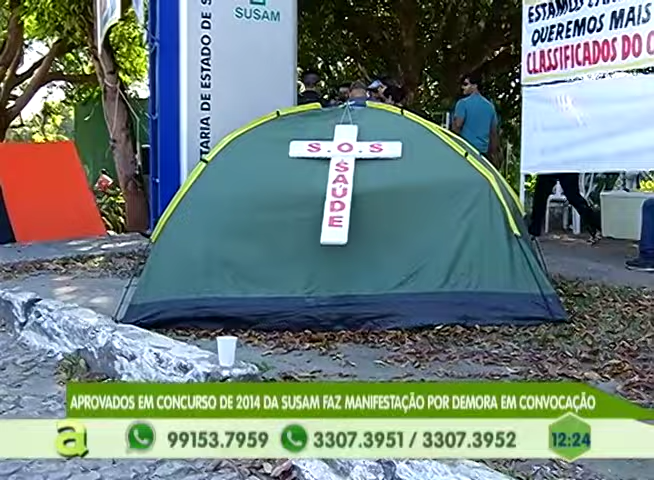 SUSAM
TARIA DE ESTADO DE S
QUEREMOS MAIS
CLASSIFICADOS DO C
S.O.S
SAÚDE
APROVADOS EM CONCURSO DE 2014 DA SUSAM FAZ MANIFESTAÇÃO POR DEMORA EM CONVOCAÇÃO
a 99153.7959 3307.3951 / 3307.3952 12:24